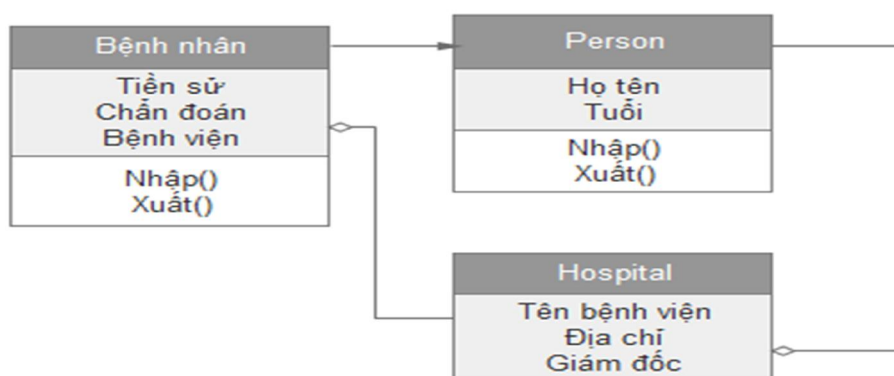 Bệnh nhân
Tiền sử
Chẩn đoán
Bệnh viện
Nhập()
Xuất()
Person
Họ tên
Tuổi
Nhập()
Xuất()
Hospital
Tên bệnh viện
Địa chỉ
Giám đốc